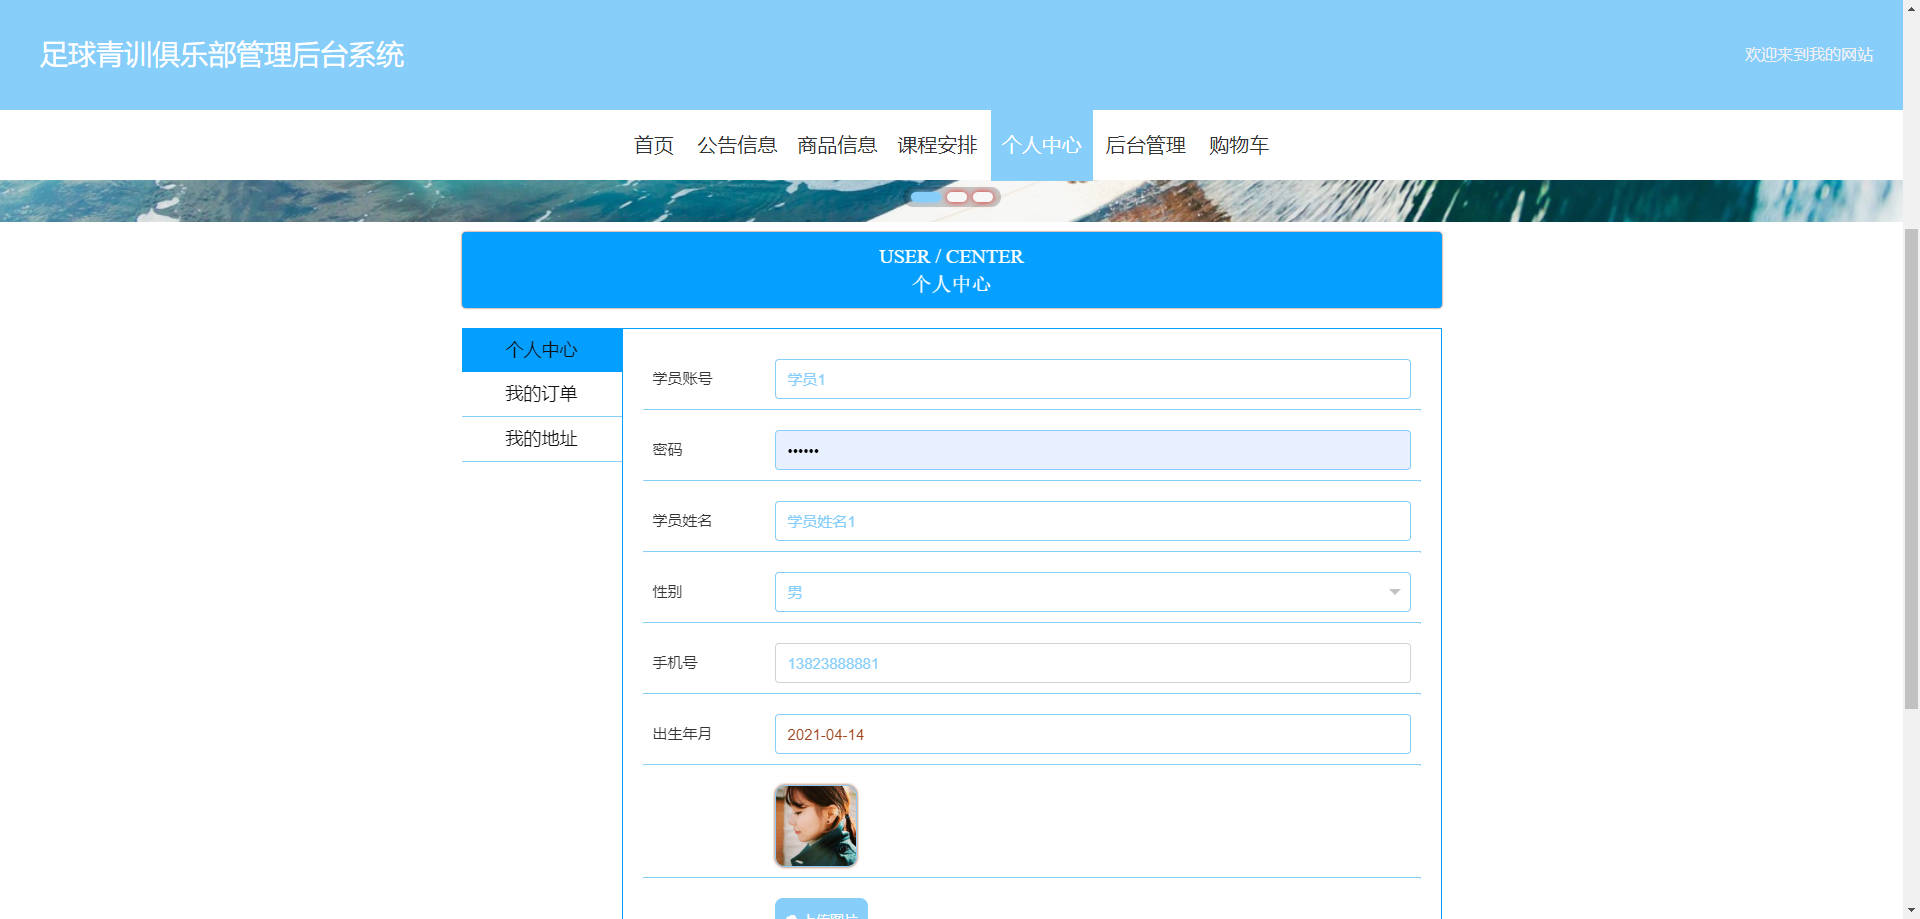 足球青训俱乐部管理后台系统
欢迎来到我的网站
首页 公告信息 商品信息 课程安排 个人中心 后台管理 购物车
USER / CENTER
个人中心
个人中心
我的订单
我的地址
学员账号 学员1
密码 ••••••
学员姓名 学员姓名1
性别 男
手机号 13823888881
出生年月 2021-04-14
上传图片